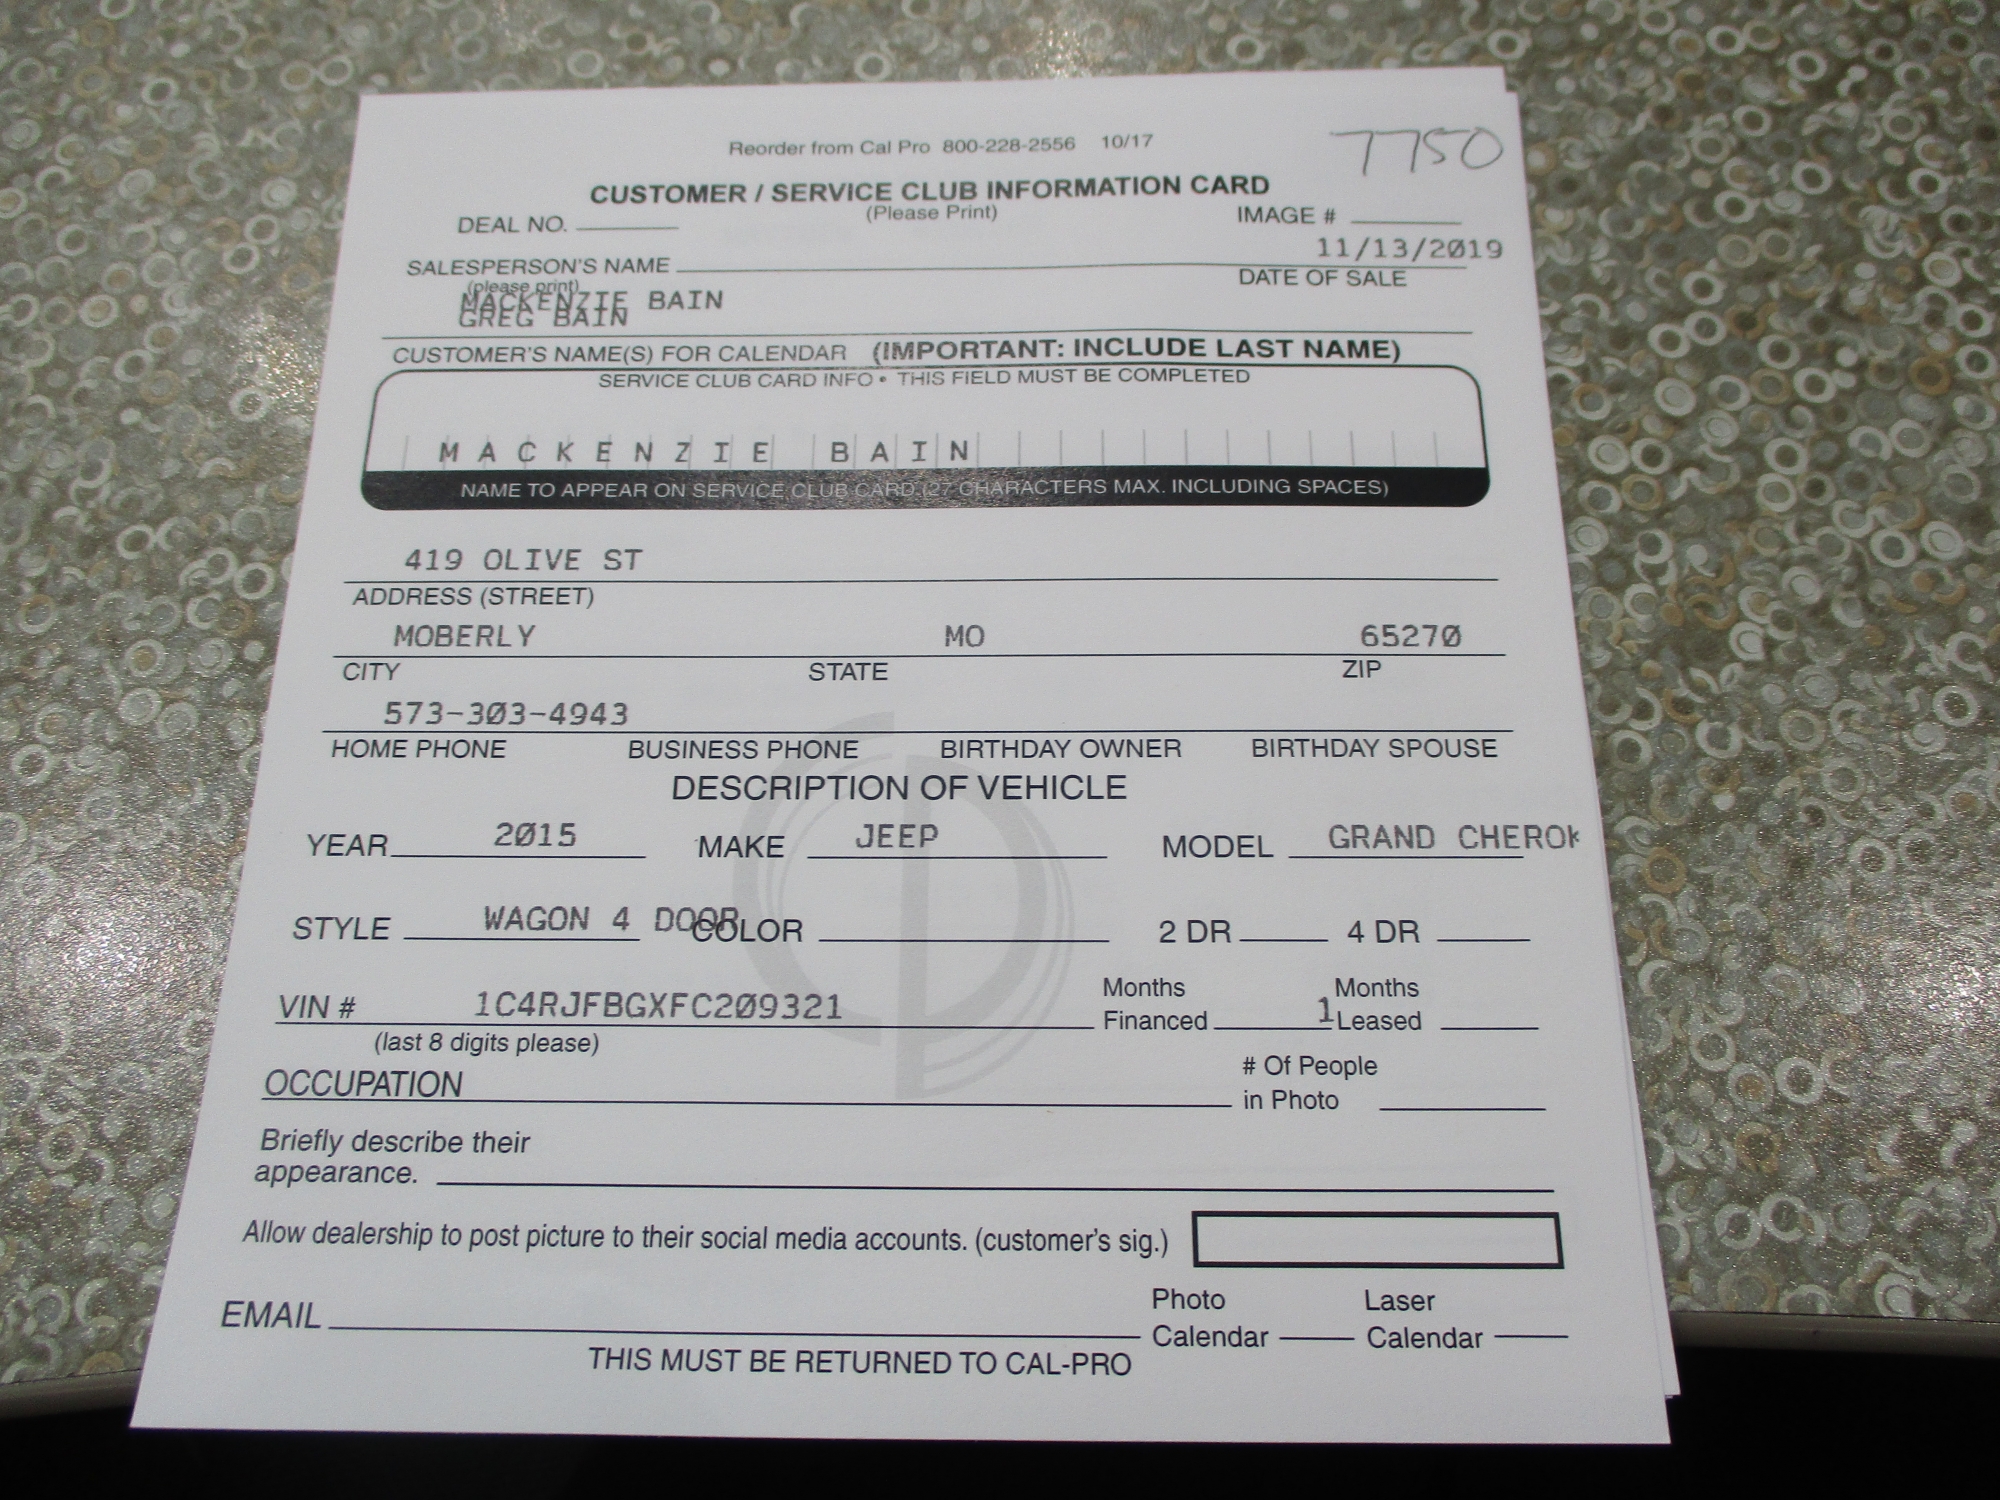 Reorder from Cal Pro 800-228-2556 10/17
7750
CUSTOMER / SERVICE CLUB INFORMATION CARD
(Please Print)
DEAL NO.
IMAGE #
11/13/2019
SALESPERSON'S NAME
DATE OF SALE
(please print)
MACKENZIE BAIN
GREG BAIN
CUSTOMER'S NAME(S) FOR CALENDAR (IMPORTANT: INCLUDE LAST NAME)
SERVICE CLUB CARD INFO • THIS FIELD MUST BE COMPLETED
MACKENZIE BAIN
NAME TO APPEAR ON SERVICE CLUB CARD (27 CHARACTERS MAX. INCLUDING SPACES)
419 OLIVE ST
ADDRESS (STREET)
MOBERLY MO 65270
CITY STATE ZIP
573-303-4943
HOME PHONE BUSINESS PHONE BIRTHDAY OWNER BIRTHDAY SPOUSE
DESCRIPTION OF VEHICLE
YEAR 2015 MAKE JEEP MODEL GRAND CHEROK
STYLE WAGON 4 DOOR COLOR 2 DR 4 DR
VIN # 1C4RJFBGXFC209321 Months Financed 1 Months Leased
(last 8 digits please)
OCCUPATION # Of People in Photo
Briefly describe their
appearance.
Allow dealership to post picture to their social media accounts. (customer's sig.)
EMAIL Photo Calendar Laser Calendar
THIS MUST BE RETURNED TO CAL-PRO